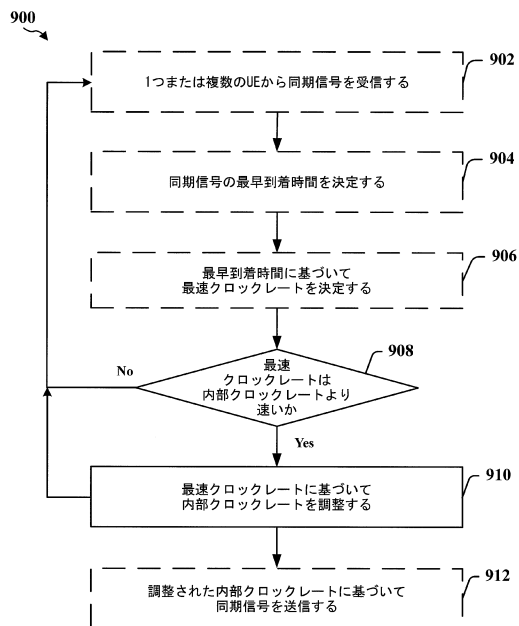 900
1つまたは複数のUEから同期信号を受信する
902
同期信号の最早到着時間を決定する
904
最早到着時間に基づいて
最速クロックレートを決定する
906
最速
クロックレートは
内部クロックレートより
速いか
908
No
Yes
最速クロックレートに基づいて
内部クロックレートを調整する
910
調整された内部クロックレートに基づいて
同期信号を送信する
912